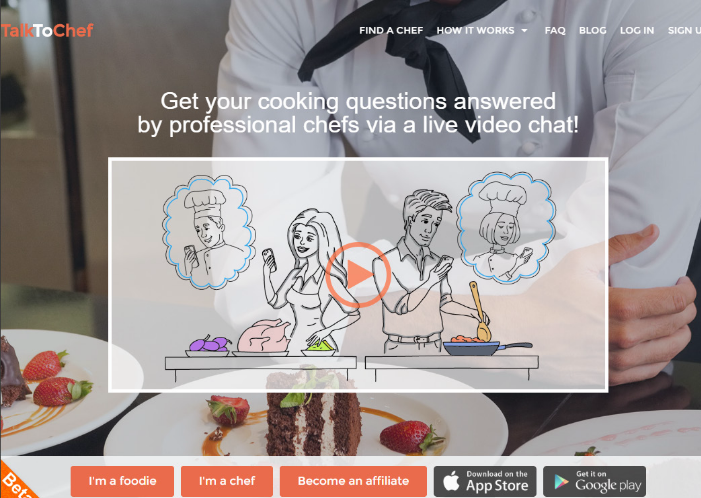 TalkToChef
FIND A CHEF HOW IT WORKS FAQ BLOG LOG IN SIGN U
Get your cooking questions answered
by professional chefs via a live video chat!
Beta
I'm a foodie I'm a chef Become an affiliate Download on the App Store Get it on Google play